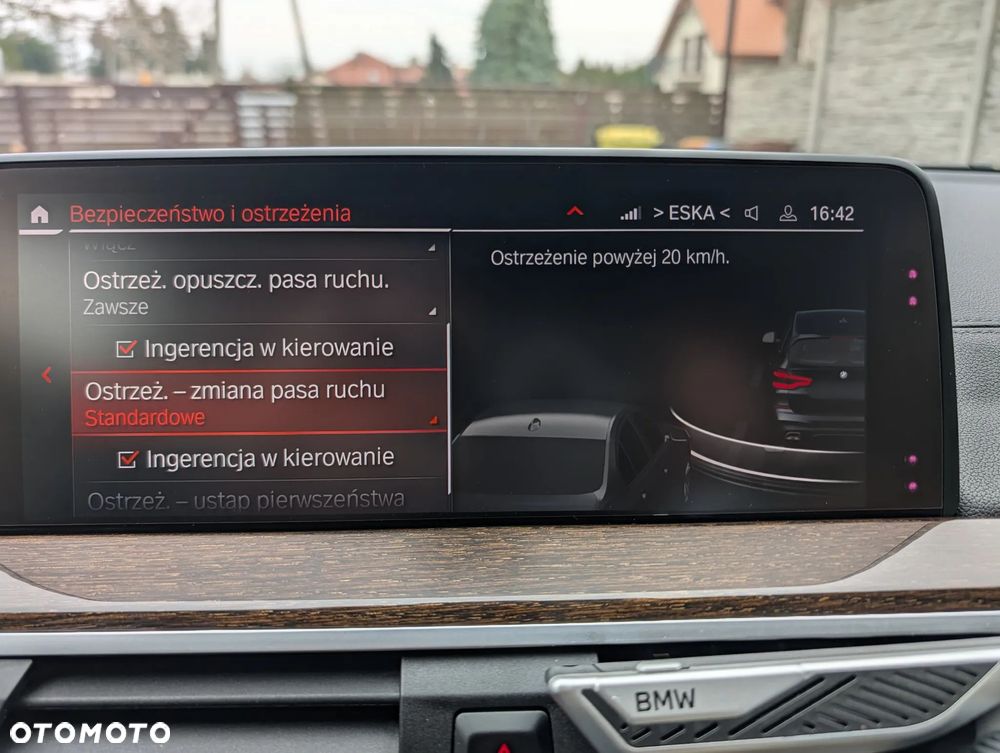 Bezpieczeństwo i ostrzeżenia
> ESKA <
16:42
Włącz
Ostrzeż. opuszcz. pasa ruchu.
Zawsze
Ingerencja w kierowanie
Ostrzeż. – zmiana pasa ruchu
Standardowe
Ingerencja w kierowanie
Ostrzeż. – ustąp pierwszeństwa
Ostrzeżenie powyżej 20 km/h.
BMW
OTOMOTO